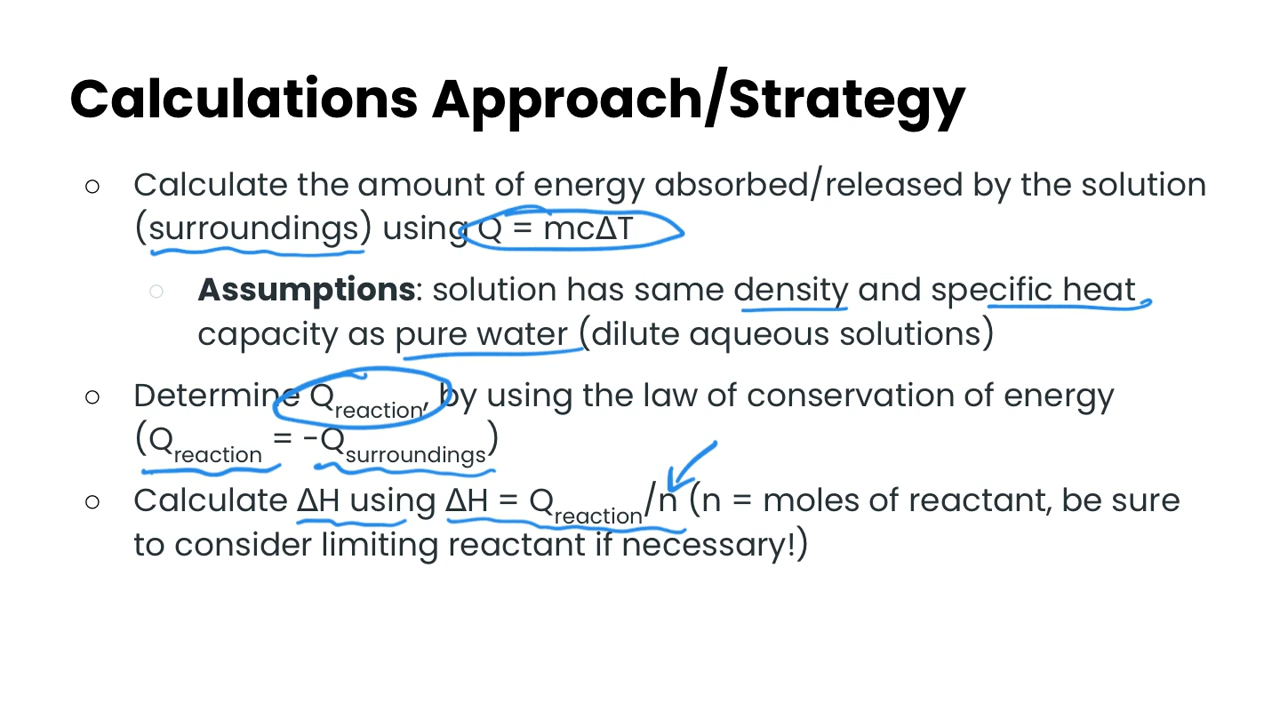 Calculations Approach/Strategy
○ Calculate the amount of energy absorbed/released by the solution
(surroundings) using Q = mcΔT
○ Assumptions: solution has same density and specific heat
capacity as pure water (dilute aqueous solutions)
○ Determine Qreaction, by using the law of conservation of energy
(Qreaction = -Qsurroundings)
○ Calculate ΔH using ΔH = Qreaction/n (n = moles of reactant, be sure
to consider limiting reactant if necessary!)